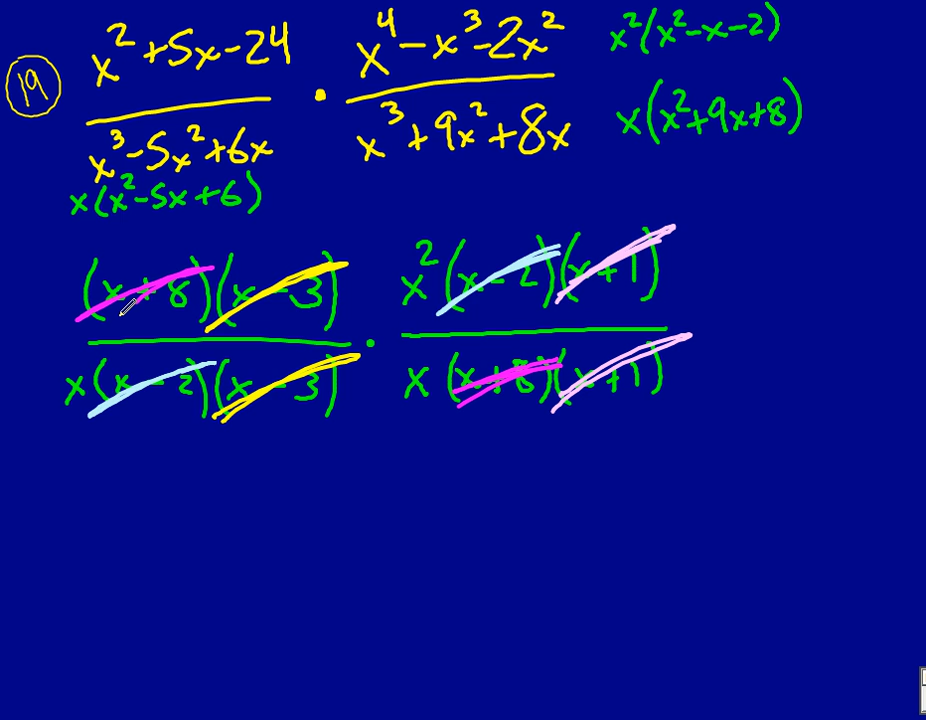 19
x² + 5x - 24 / x³ - 5x² + 6x · x⁴ - x³ - 2x² / x³ + 9x² + 8x
x²(x² - x - 2)
x(x² + 9x + 8)
x(x² - 5x + 6)
(x + 8)(x - 3) / x(x - 2)(x - 3) · x²(x - 2)(x + 1) / x(x + 8)(x + 1)